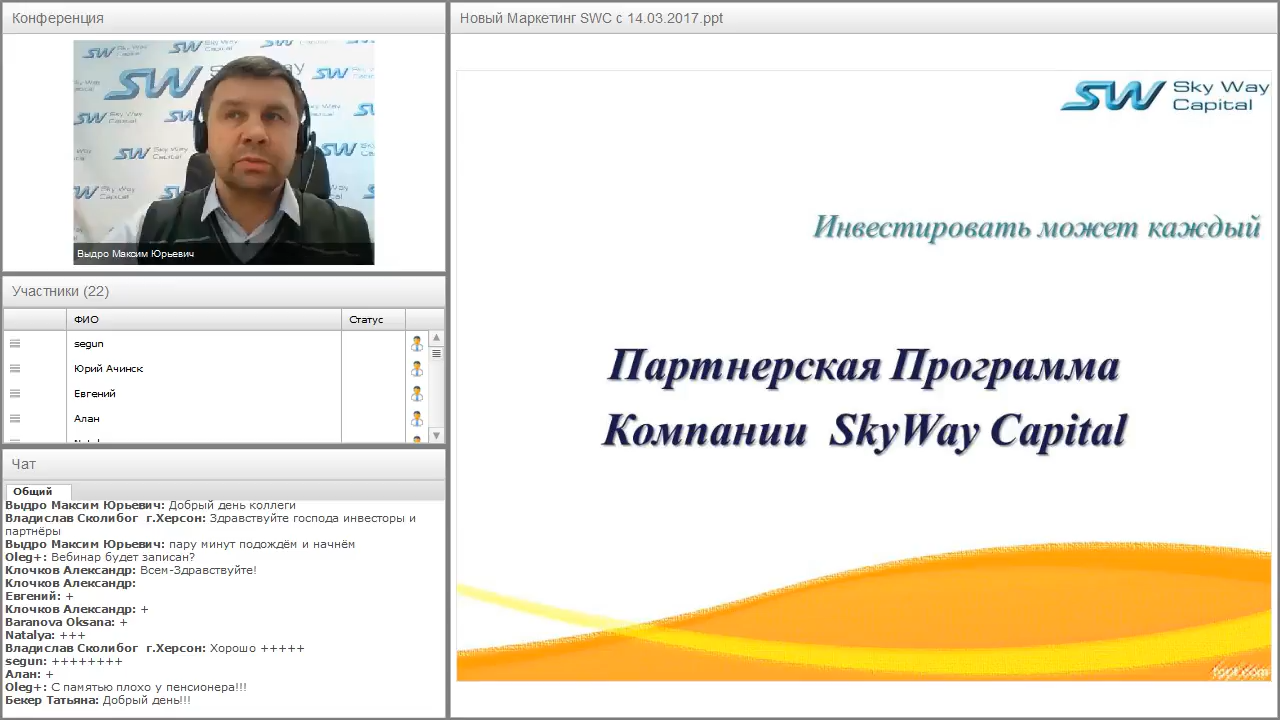 Конференция
Выдро Максим Юрьевич
Участники (22)
ФИО
Статус
segun
Юрий Ачинск
Евгений
Алан
Чат
Общий
Выдро Максим Юрьевич: Добрый день коллеги
Владислав Сколибог г.Херсон: Здравствуйте господа инвесторы и
партнёры
Выдро Максим Юрьевич: пару минут подождём и начнём
Oleg+: Вебинар будет записан?
Клочков Александр: Всем-Здравствуйте!
Клочков Александр:
Евгений: +
Клочков Александр: +
Baranova Oksana: +
Natalya: +++
Владислав Сколибог г.Херсон: Хорошо +++++
segun: ++++++++
Алан: +
Oleg+: С памятью плохо у пенсионера!!!
Бекер Татьяна: Добрый день!!!
Новый Маркетинг SWC с 14.03.2017.ppt
SW Sky Way
Capital
Инвестировать может каждый
Партнерская Программа
Компании SkyWay Capital
fppt.com